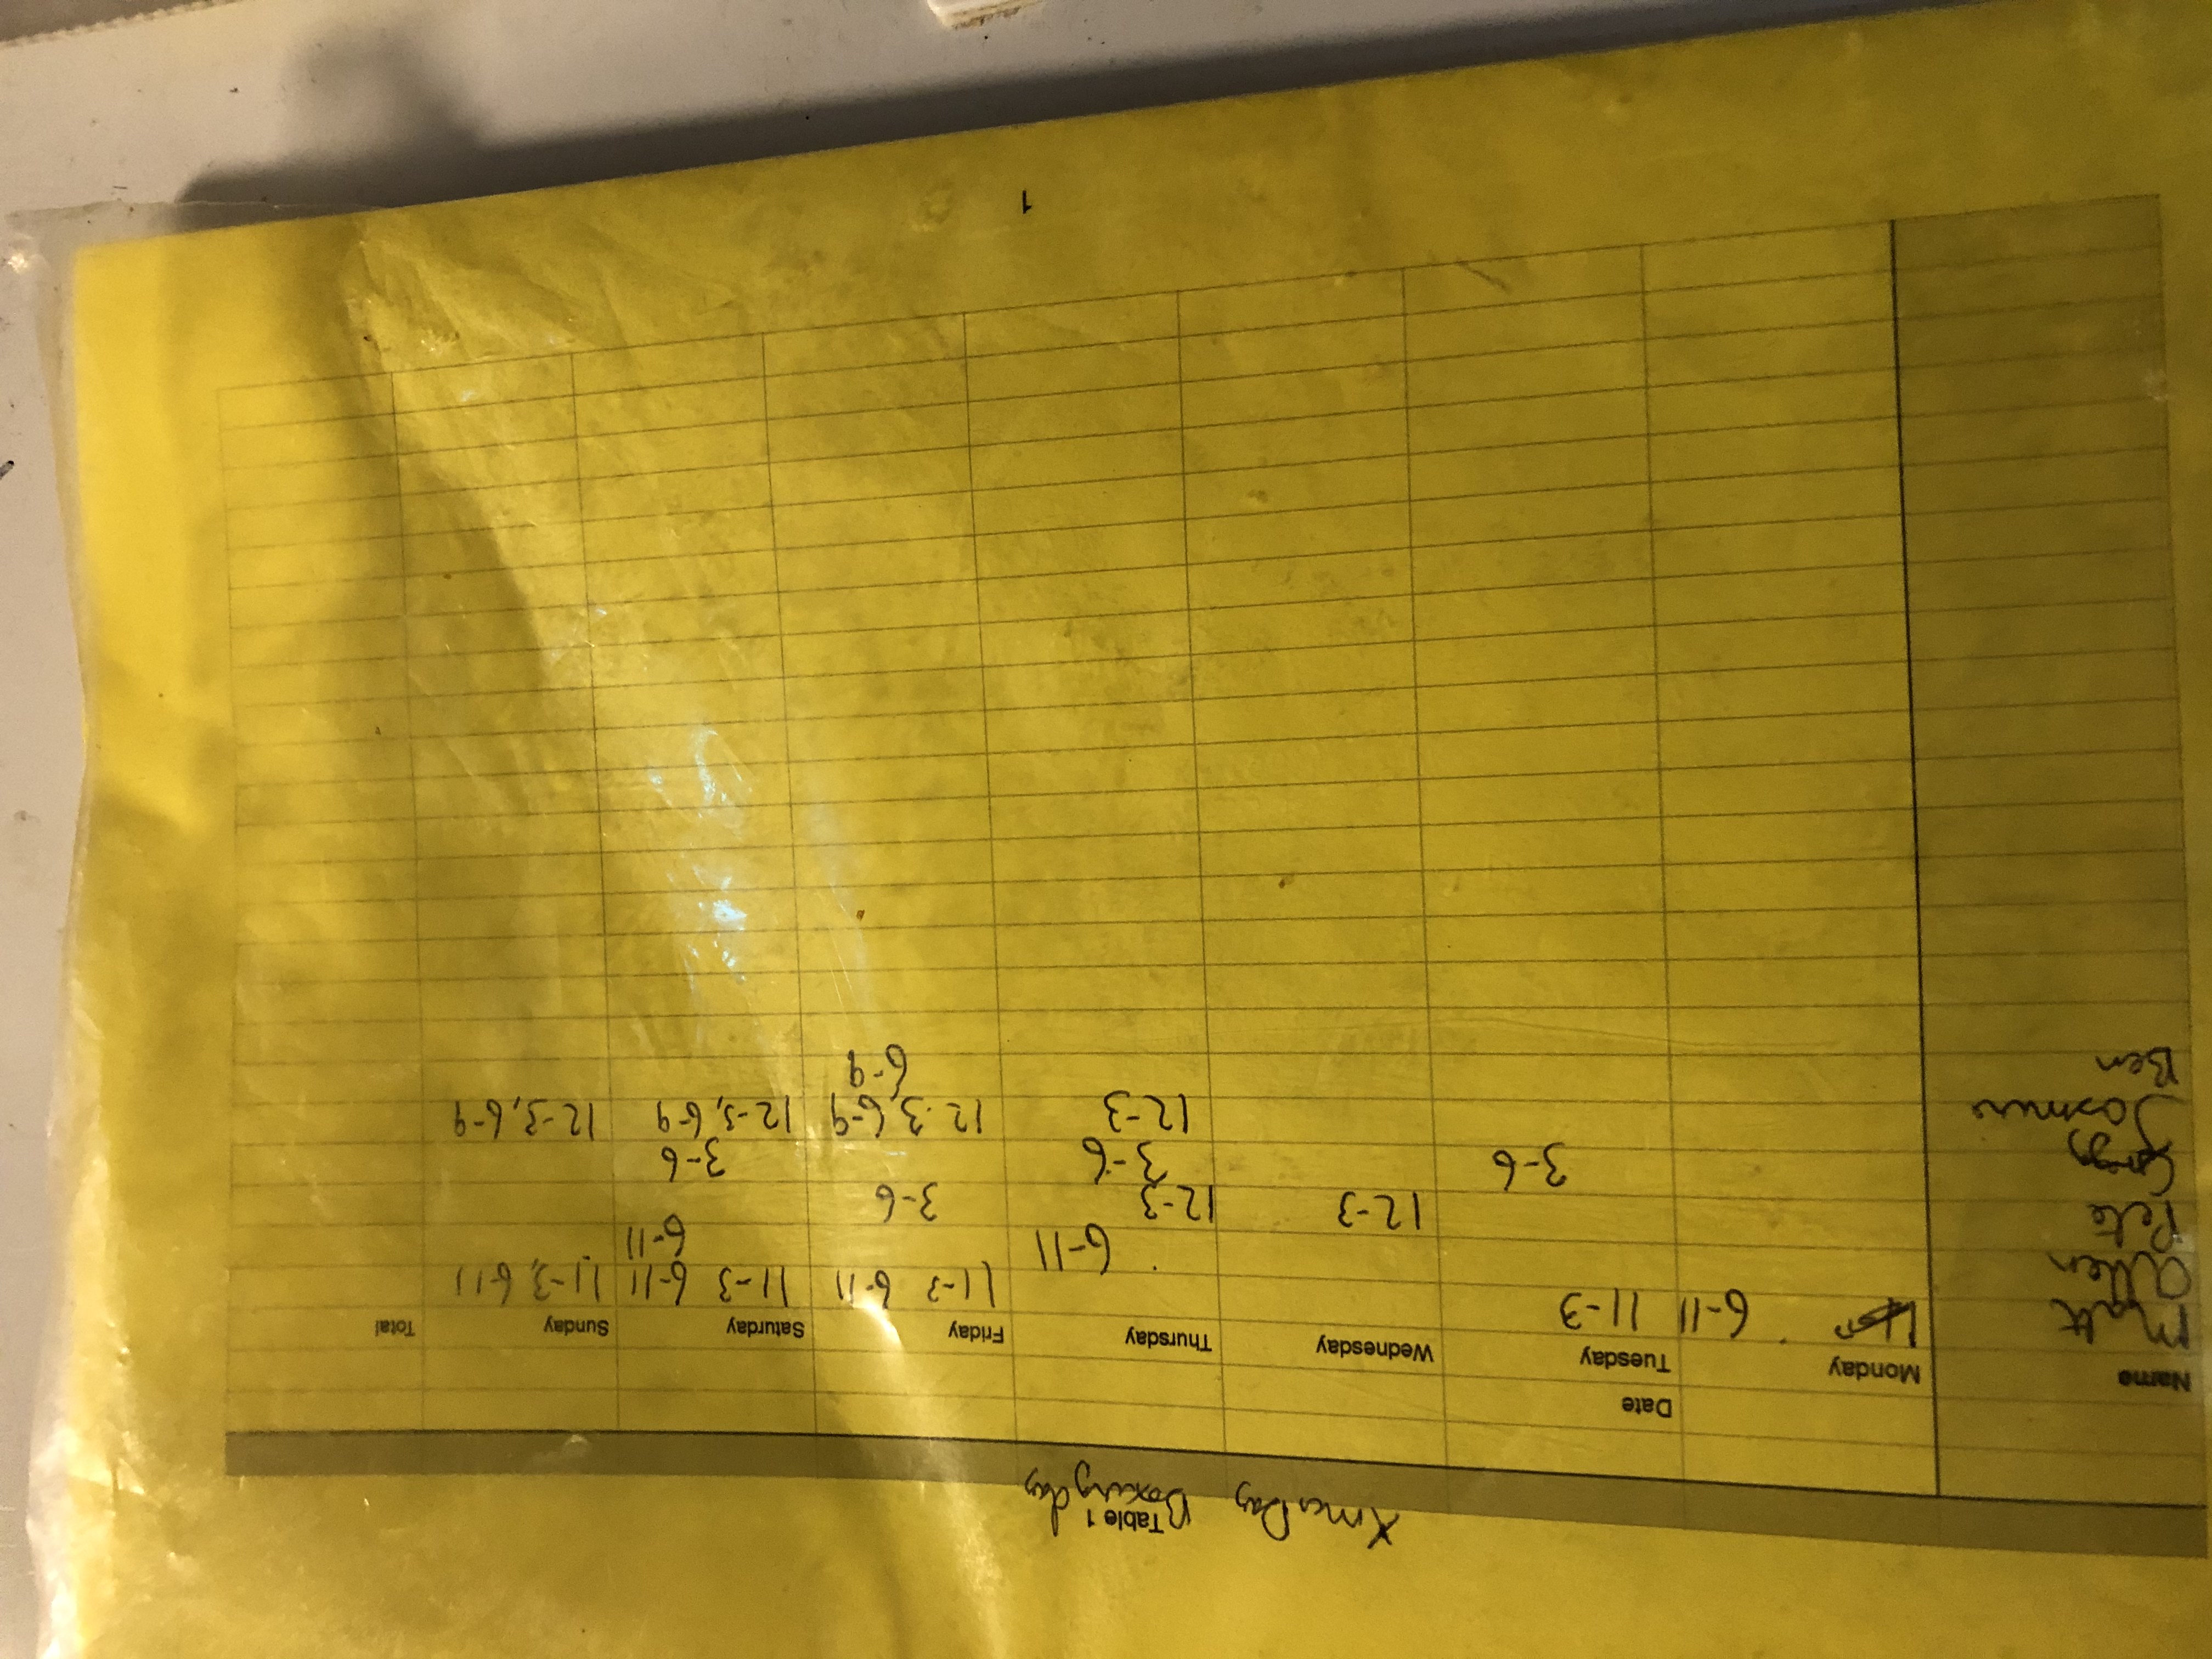 Table 1
Xmas Day Boxing day
Date
Name Monday Tuesday Wednesday Thursday Friday Saturday Sunday Total
Matt 6-11 11-3 11-3 6-11 11-3 6-11 11-3, 6-11
Allen 6-11 6-11
Pete 12-3 12-3 3-6
Gregg 3-6 3-6 3-6
Jasmine 12-3 12-3, 6-9 12-3, 6-9 12-3, 6-9
Ben 6-9
1